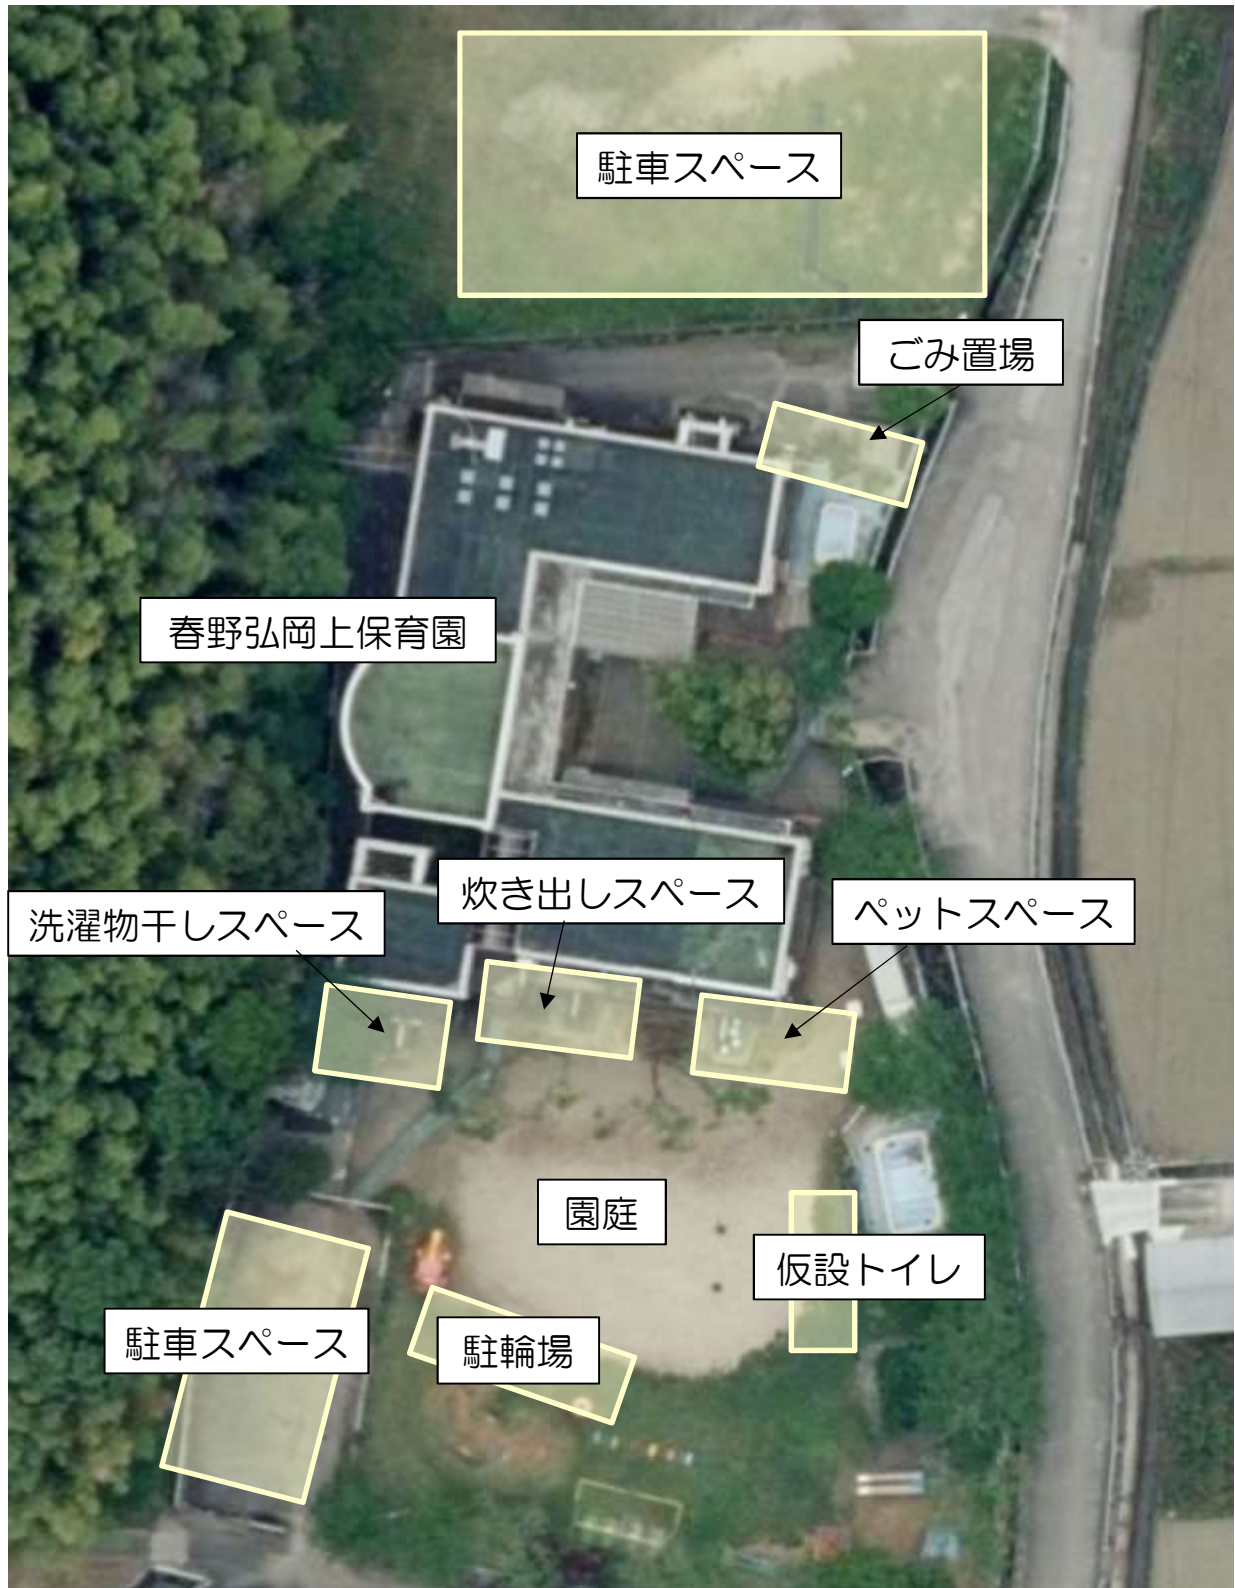 駐車スペース
ごみ置場
春野弘岡上保育園
炊き出しスペース
ペットスペース
洗濯物干しスペース
園庭
仮設トイレ
駐車スペース
駐輪場